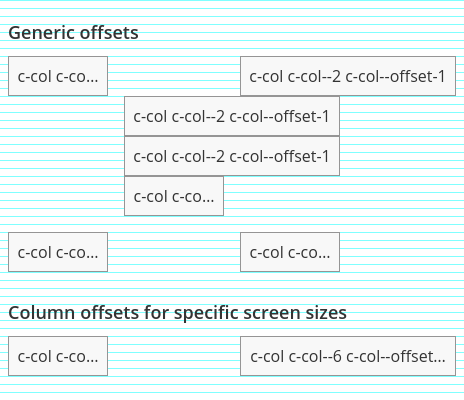 Generic offsets
c-col c-co...
c-col c-col--2 c-col--offset-1
c-col c-col--2 c-col--offset-1
c-col c-col--2 c-col--offset-1
c-col c-co...
c-col c-co...
c-col c-co...
Column offsets for specific screen sizes
c-col c-co...
c-col c-col--6 c-col--offset...